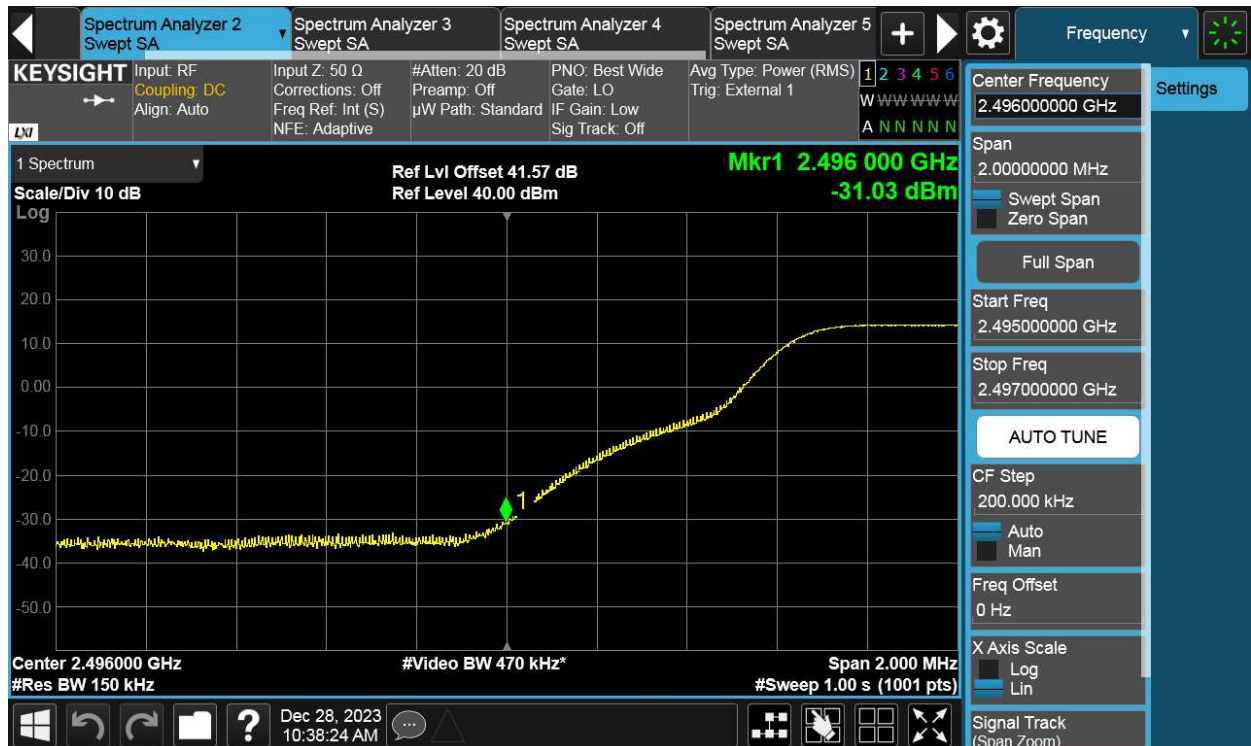 Spectrum Analyzer 2
Swept SA
Spectrum Analyzer 3
Swept SA
Spectrum Analyzer 4
Swept SA
Spectrum Analyzer 5
Swept SA
Frequency
KEYSIGHT
LXI
Input: RF
Coupling: DC
Align: Auto
Input Z: 50 Ω
Corrections: Off
Freq Ref: Int (S)
NFE: Adaptive
#Atten: 20 dB
Preamp: Off
µW Path: Standard
PNO: Best Wide
Gate: LO
IF Gain: Low
Sig Track: Off
Avg Type: Power (RMS)
Trig: External 1
1 2 3 4 5 6
W W W W W W
A N N N N N
1 Spectrum
Scale/Div 10 dB
Ref Lvl Offset 41.57 dB
Ref Level 40.00 dBm
Mkr1 2.496 000 GHz
-31.03 dBm
Log
30.0
20.0
10.0
0.00
-10.0
-20.0
-30.0
-40.0
-50.0
1
Center 2.496000 GHz
#Res BW 150 kHz
#Video BW 470 kHz*
Span 2.000 MHz
#Sweep 1.00 s (1001 pts)
Center Frequency
2.496000000 GHz
Settings
Span
2.00000000 MHz
Swept Span
Zero Span
Full Span
Start Freq
2.495000000 GHz
Stop Freq
2.497000000 GHz
AUTO TUNE
CF Step
200.000 kHz
Auto
Man
Freq Offset
0 Hz
X Axis Scale
Log
Lin
Signal Track
(Span Zoom)
?
Dec 28, 2023
10:38:24 AM